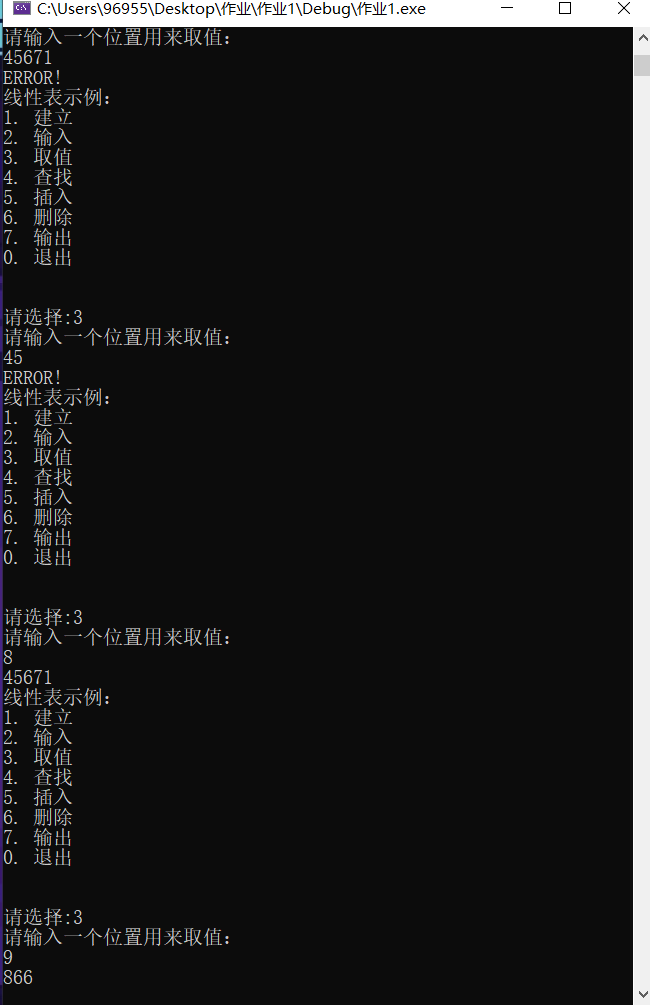 C:\Users\96955\Desktop\作业\作业1\Debug\作业1.exe
请输入一个位置用来取值:
45671
ERROR!
线性表示例:
1. 建立
2. 输入
3. 取值
4. 查找
5. 插入
6. 删除
7. 输出
0. 退出
请选择:3
请输入一个位置用来取值:
45
ERROR!
线性表示例:
1. 建立
2. 输入
3. 取值
4. 查找
5. 插入
6. 删除
7. 输出
0. 退出
请选择:3
请输入一个位置用来取值:
8
45671
线性表示例:
1. 建立
2. 输入
3. 取值
4. 查找
5. 插入
6. 删除
7. 输出
0. 退出
请选择:3
请输入一个位置用来取值:
9
866